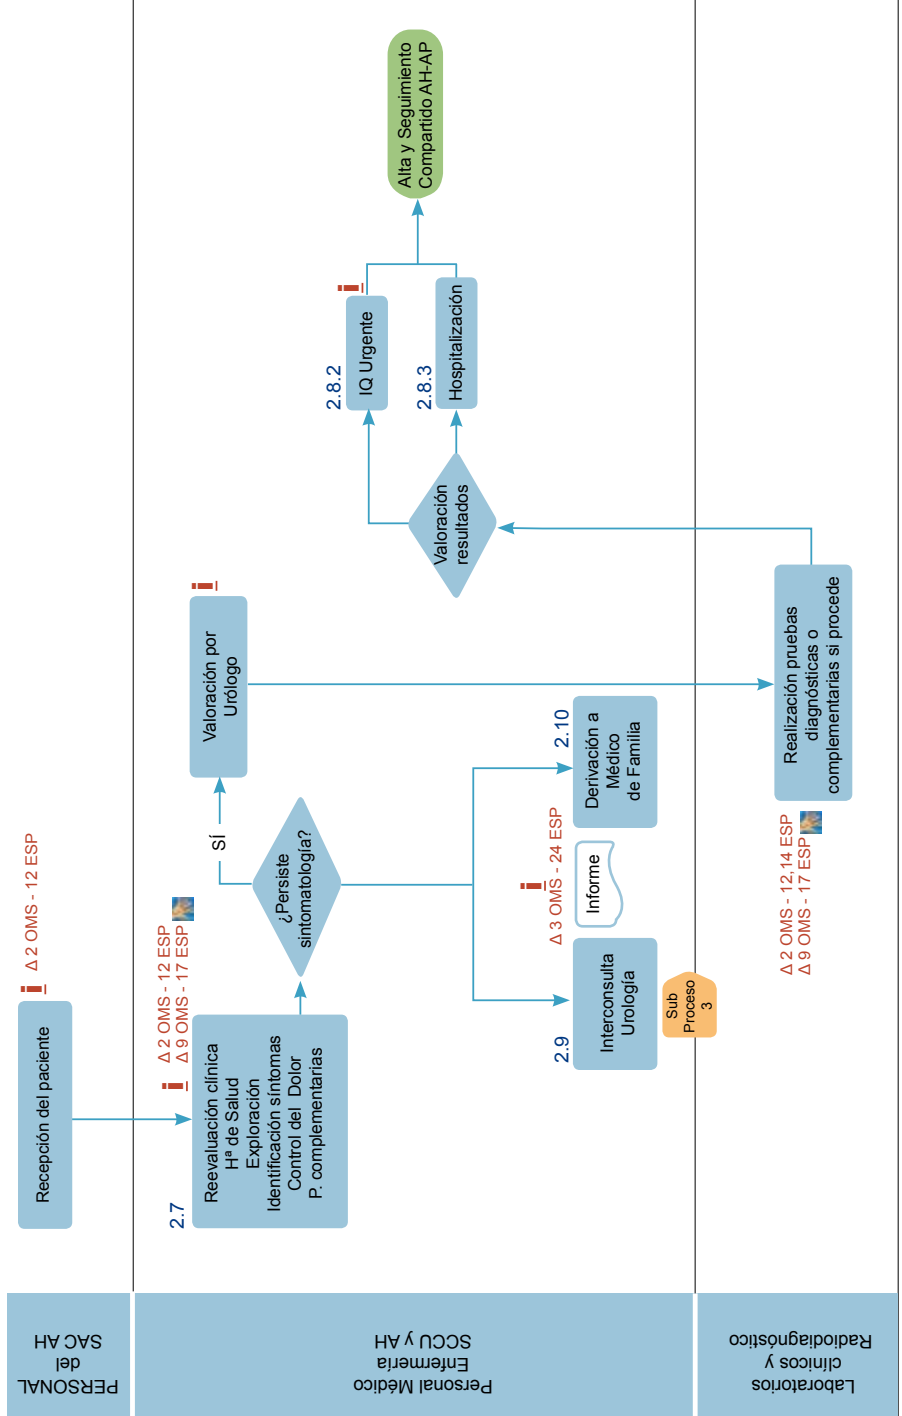 PERSONAL
del
SAC AH
Recepción del paciente
i
Δ 2 OMS - 12 ESP
Personal Médico
Enfermería
SCCU y AH
2.7
Reevaluación clínica
Hª de Salud
Exploración
Identificación síntomas
Control del Dolor
P. complementarias
i
Δ 2 OMS - 12 ESP
Δ 9 OMS - 17 ESP
¿Persiste
sintomatología?
SÍ
Valoración por
Urólogo
i
2.9
Interconsulta
Urología
Sub
Proceso
3
i
Δ 3 OMS - 24 ESP
Informe
2.10
Derivación a
Médico
de Familia
Valoración
resultados
2.8.2
IQ Urgente
i
2.8.3
Hospitalización
Alta y Seguimiento
Compartido AH-AP
Laboratorios
clínicos y
Radiodiagnóstico
Δ 2 OMS - 12,14 ESP
Δ 9 OMS - 17 ESP
Realización pruebas
diagnósticas o
complementarias si procede